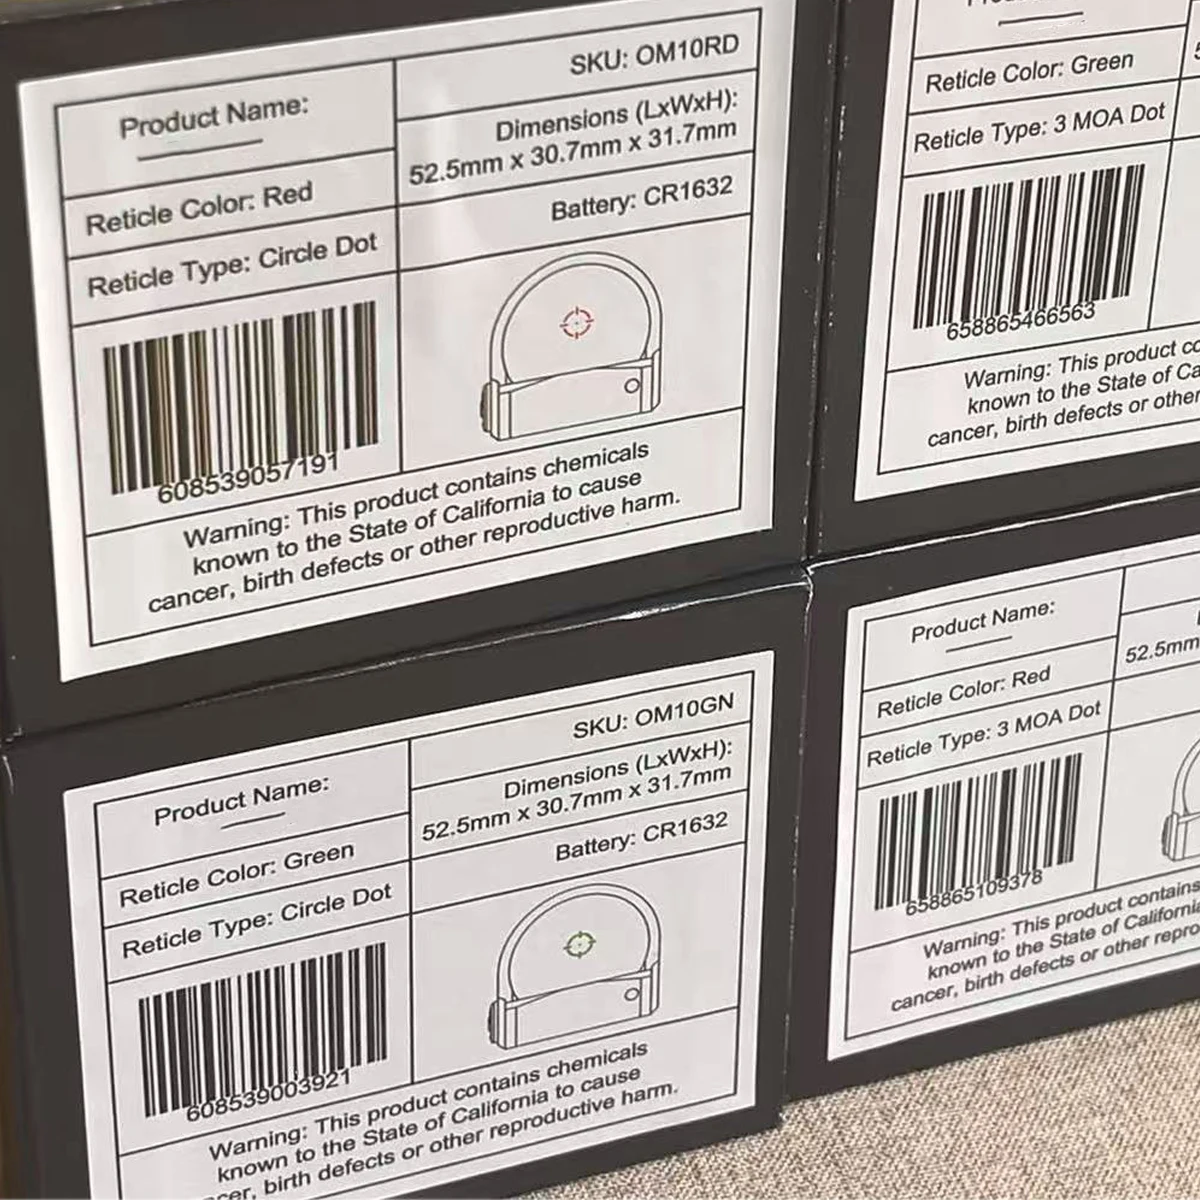 Product Name:
SKU: OM10RD
Dimensions (LxWxH):
52.5mm x 30.7mm x 31.7mm
Reticle Color: Red
Battery: CR1632
Reticle Type: Circle Dot
608539057191
Warning: This product contains chemicals
known to the State of California to cause
cancer, birth defects or other reproductive harm.
Reticle Color: Green
Reticle Type: 3 MOA Dot
658865466563
Warning: This product
known to the State of
cancer, birth defects or other
Product Name:
SKU: OM10GN
Dimensions (LxWxH):
52.5mm x 30.7mm x 31.7mm
Reticle Color: Green
Battery: CR1632
Reticle Type: Circle Dot
608539003921
Warning: This product contains chemicals
known to the State of California to cause
birth defects or other reproductive harm.
Product Name:
52.5mm
Reticle Color: Red
Reticle Type: 3 MOA Dot
658865109378
Warning: This product contains
known to the State of California
cancer, birth defects or other